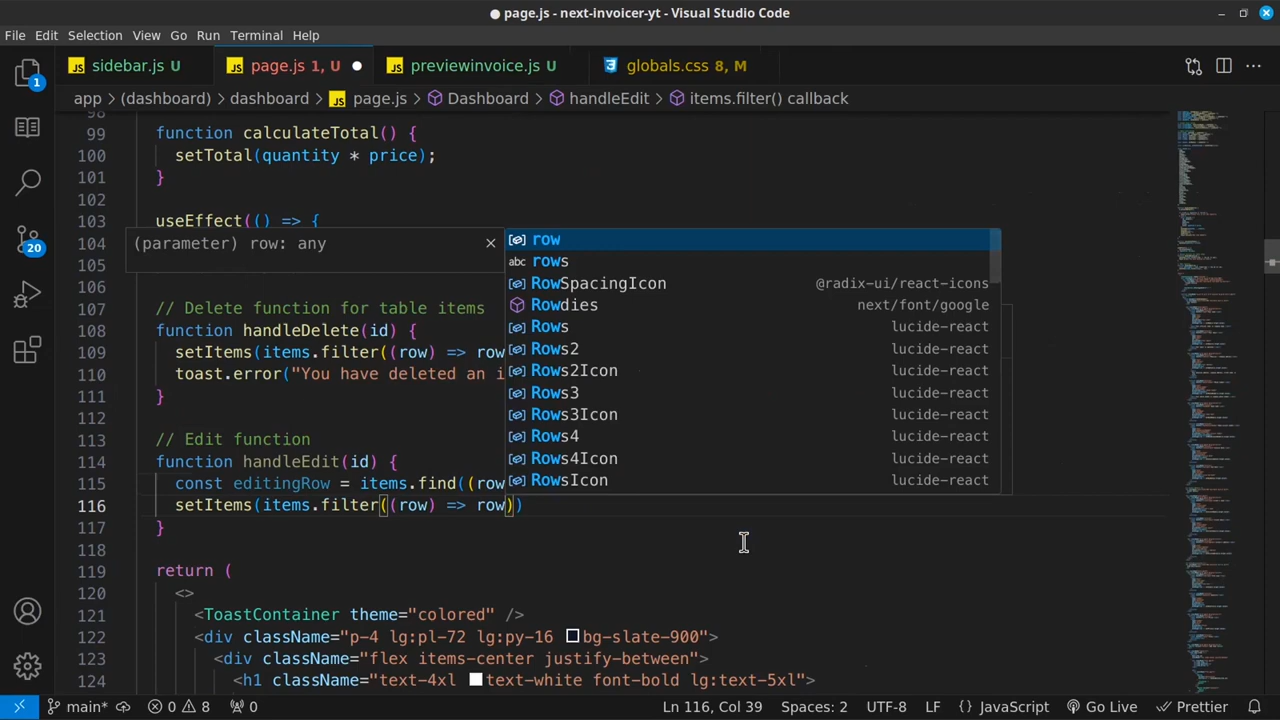 page.js - next-invoicer-yt - Visual Studio Code
File Edit Selection View Go Run Terminal Help
JS sidebar.js U JS page.js 1, U JS previewinvoice.js U globals.css 8, M
app > (dashboard) > dashboard > JS page.js > Dashboard > handleEdit > items.filter() callback
98
99 function calculateTotal() {
100 setTotal(quantity * price);
101 }
102
103 useEffect(() => {
104 (parameter) row: any × row
105 abc rows
106 RowSpacingIcon @radix-ui/react-icons
Rowdies next/font/google
107 // Delete function for table items
Rows lucide-react
108 function handleDelete(id) {
Rows2 lucide-react
109 setItems(items.filter((row) => row
Rows2Icon lucide-react
110 toast.error("You have deleted an
Rows3 lucide-react
111 }
Rows3Icon lucide-react
112
113 // Edit function
Rows4 lucide-react
114 function handleEdit(id) {
Rows4Icon lucide-react
115 const editingRow = items.find((row
RowsIcon lucide-react
116 setItems(items.filter((row) => row))
117 }
118
119 return (
120 <>
121 <ToastContainer theme="colored"
122 <div className="p-4 lg:pl-72 lg:pr-16 bg-slate-900">
123 <div className="flex items-center justify-between">
124 <h1 className="text-4xl text-white font-bold lg:text-5xl">
1
20
main* 0 8 0 Ln 116, Col 39 Spaces: 2 UTF-8 LF {} JavaScript Go Live Prettier